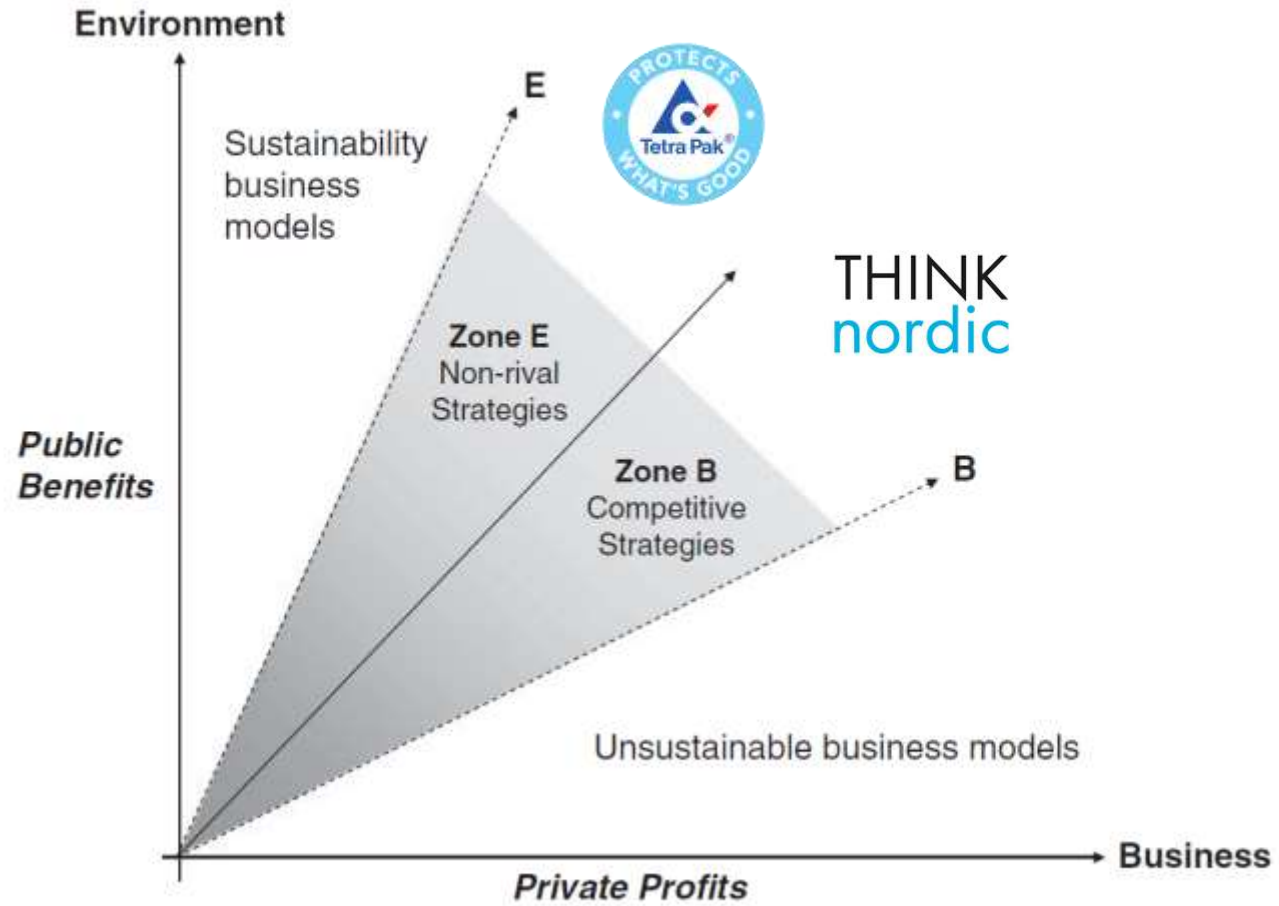 Environment
E
PROTECTS
Tetra Pak®
WHAT'S GOOD
Sustainability
business
models
THINK
nordic
Zone E
Non-rival
Strategies
Public
Benefits
Zone B
Competitive
Strategies
B
Unsustainable business models
Business
Private Profits